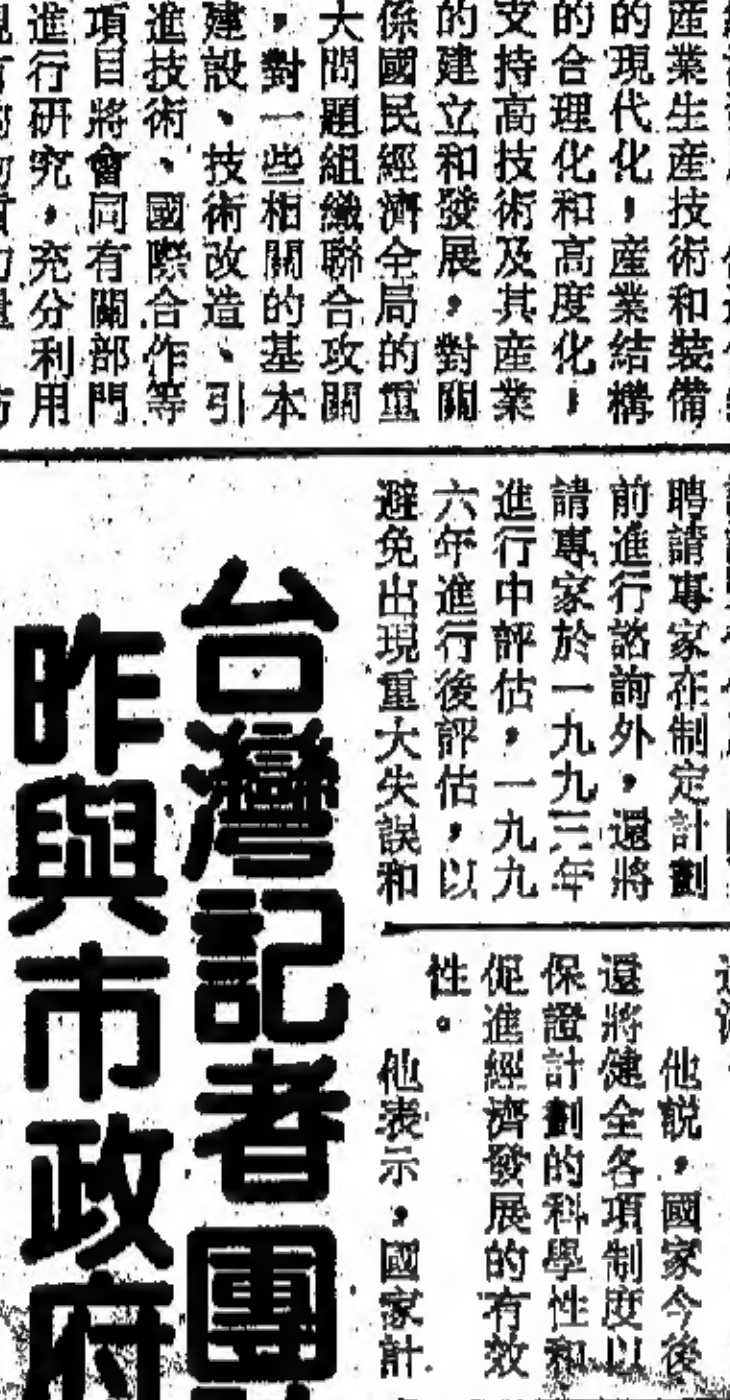 産業生産技術和裝備
的現代化，産業結構
的合理化和高度化，
支持高技術及其産業
的建立和發展，對關
係國民經濟全局的重
大問題組織聯合攻關
，對一些相關的基本
建設、技術改造、引
進技術、國際合作等
項目將會同有關部門
進行研究，充分利用
聘請專家在制定計劃
前進行諮詢外，還將
請專家於一九九三年
進行中評估，一九九
六年進行後評估，以
避免出現重大失誤和
他説，國家今後
還將健全各項制度以
保證計劃的科學性和
促進經濟發展的有效
性。
他表示，國家計
台灣記者團
昨與市政府